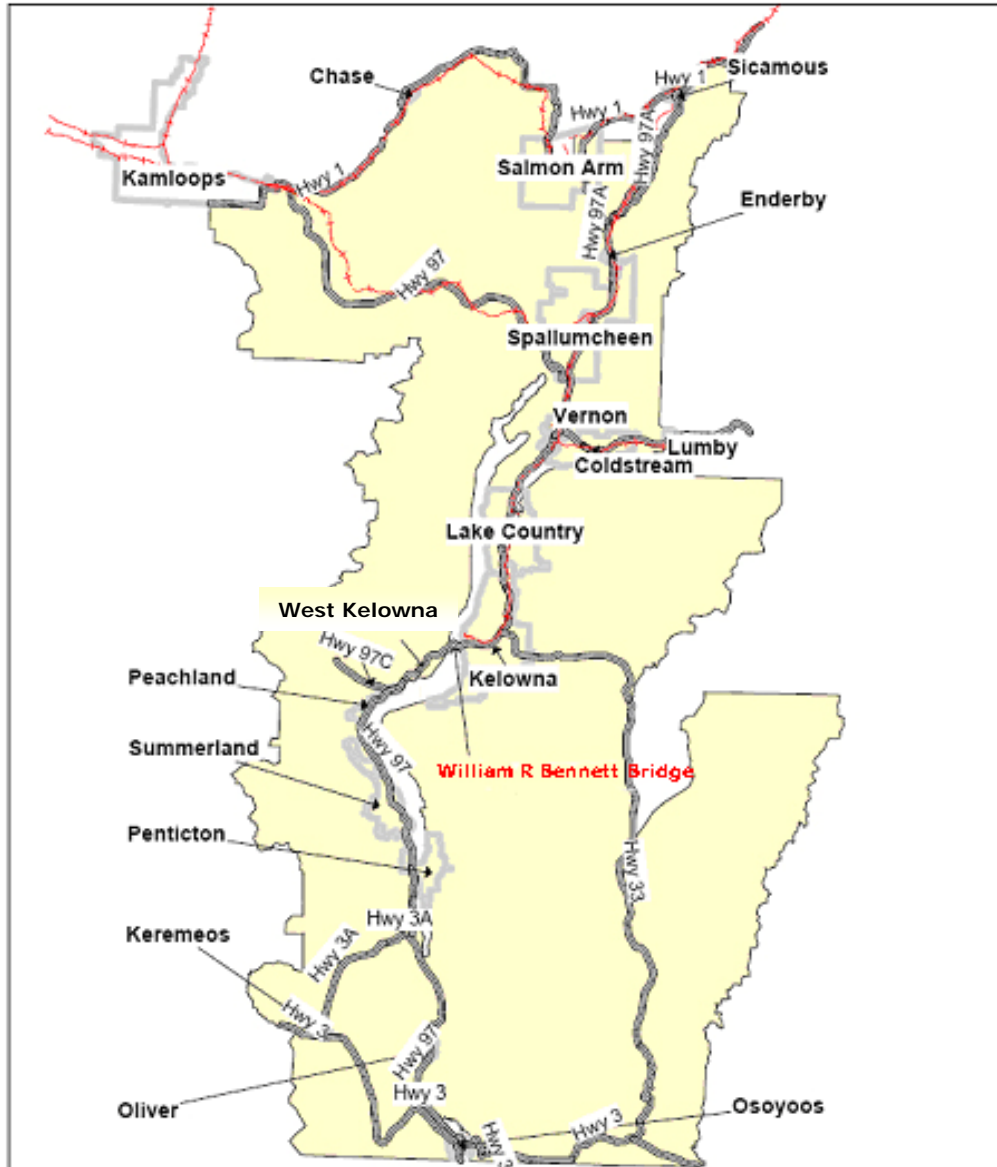 Sicamous
Chase
Hwy 1
Hwy 1
Hwy 97A
Salmon Arm
Kamloops
Hwy 1
Enderby
Hwy 97A
Hwy 97
Spallumcheen
Vernon
Lumby
Coldstream
Lake Country
West Kelowna
Hwy 97C
Peachland
Kelowna
Hwy 97
Summerland
William R Bennett Bridge
Penticton
Hwy 33
Hwy 3A
Keremeos
Hwy 3A
Hwy 3
Hwy 97
Hwy 3
Oliver
Osoyoos
Hwy 3
Hwy